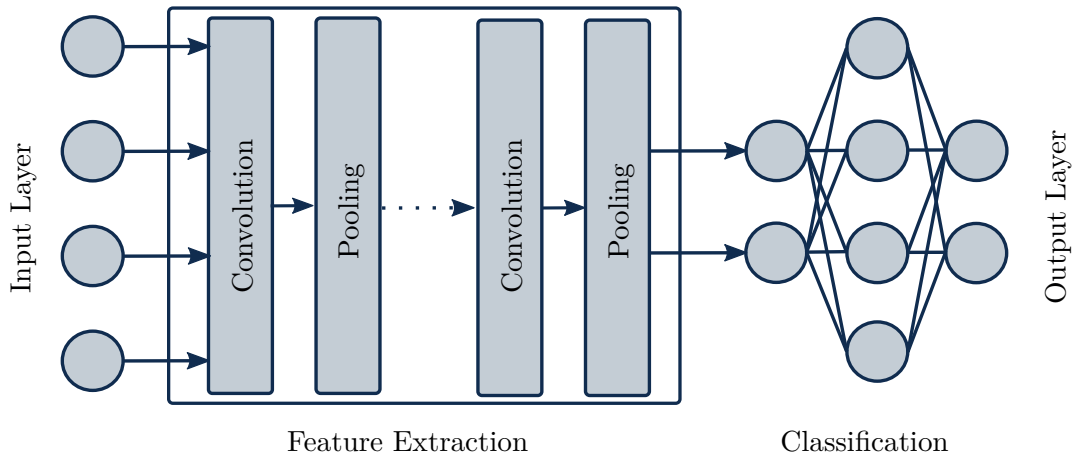 Input Layer
Convolution
Pooling
Convolution
Pooling
Output Layer
Feature Extraction
Classification